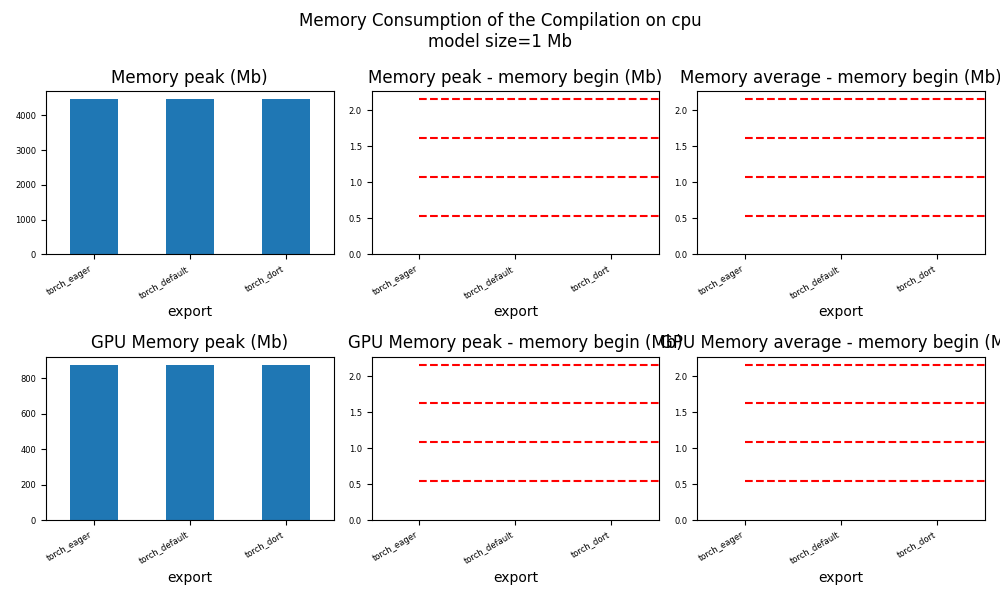 Memory Consumption of the Compilation on cpu
model size=1 Mb
Memory peak (Mb)
Memory peak - memory begin (Mb)
Memory average - memory begin (Mb)
4000
3000
2000
1000
0
torch_eager
torch_default
torch_dort
export
2.0
1.5
1.0
0.5
0.0
torch_eager
torch_default
torch_dort
export
2.0
1.5
1.0
0.5
0.0
torch_eager
torch_default
torch_dort
export
GPU Memory peak (Mb)
GPU Memory peak - memory begin (Mb)
GPU Memory average - memory begin (M
800
600
400
200
0
torch_eager
torch_default
torch_dort
export
2.0
1.5
1.0
0.5
0.0
torch_eager
torch_default
torch_dort
export
2.0
1.5
1.0
0.5
0.0
torch_eager
torch_default
torch_dort
export